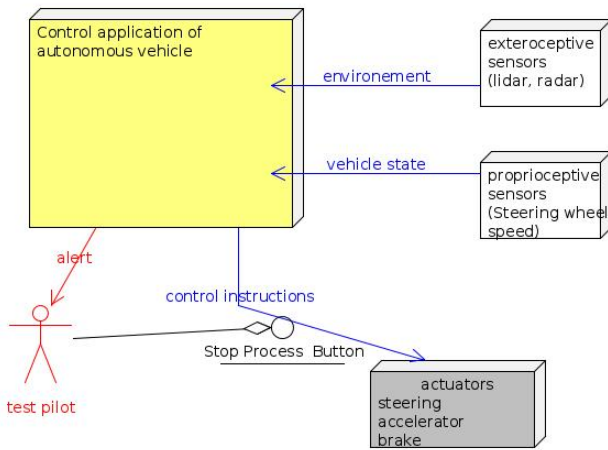 Control application of
autonomous vehicle
exteroceptive
sensors
(lidar, radar)
environement
vehicle state
proprioceptive
sensors
(Steering wheel
speed)
alert
control instructions
Stop Process Button
test pilot
actuators
steering
accelerator
brake